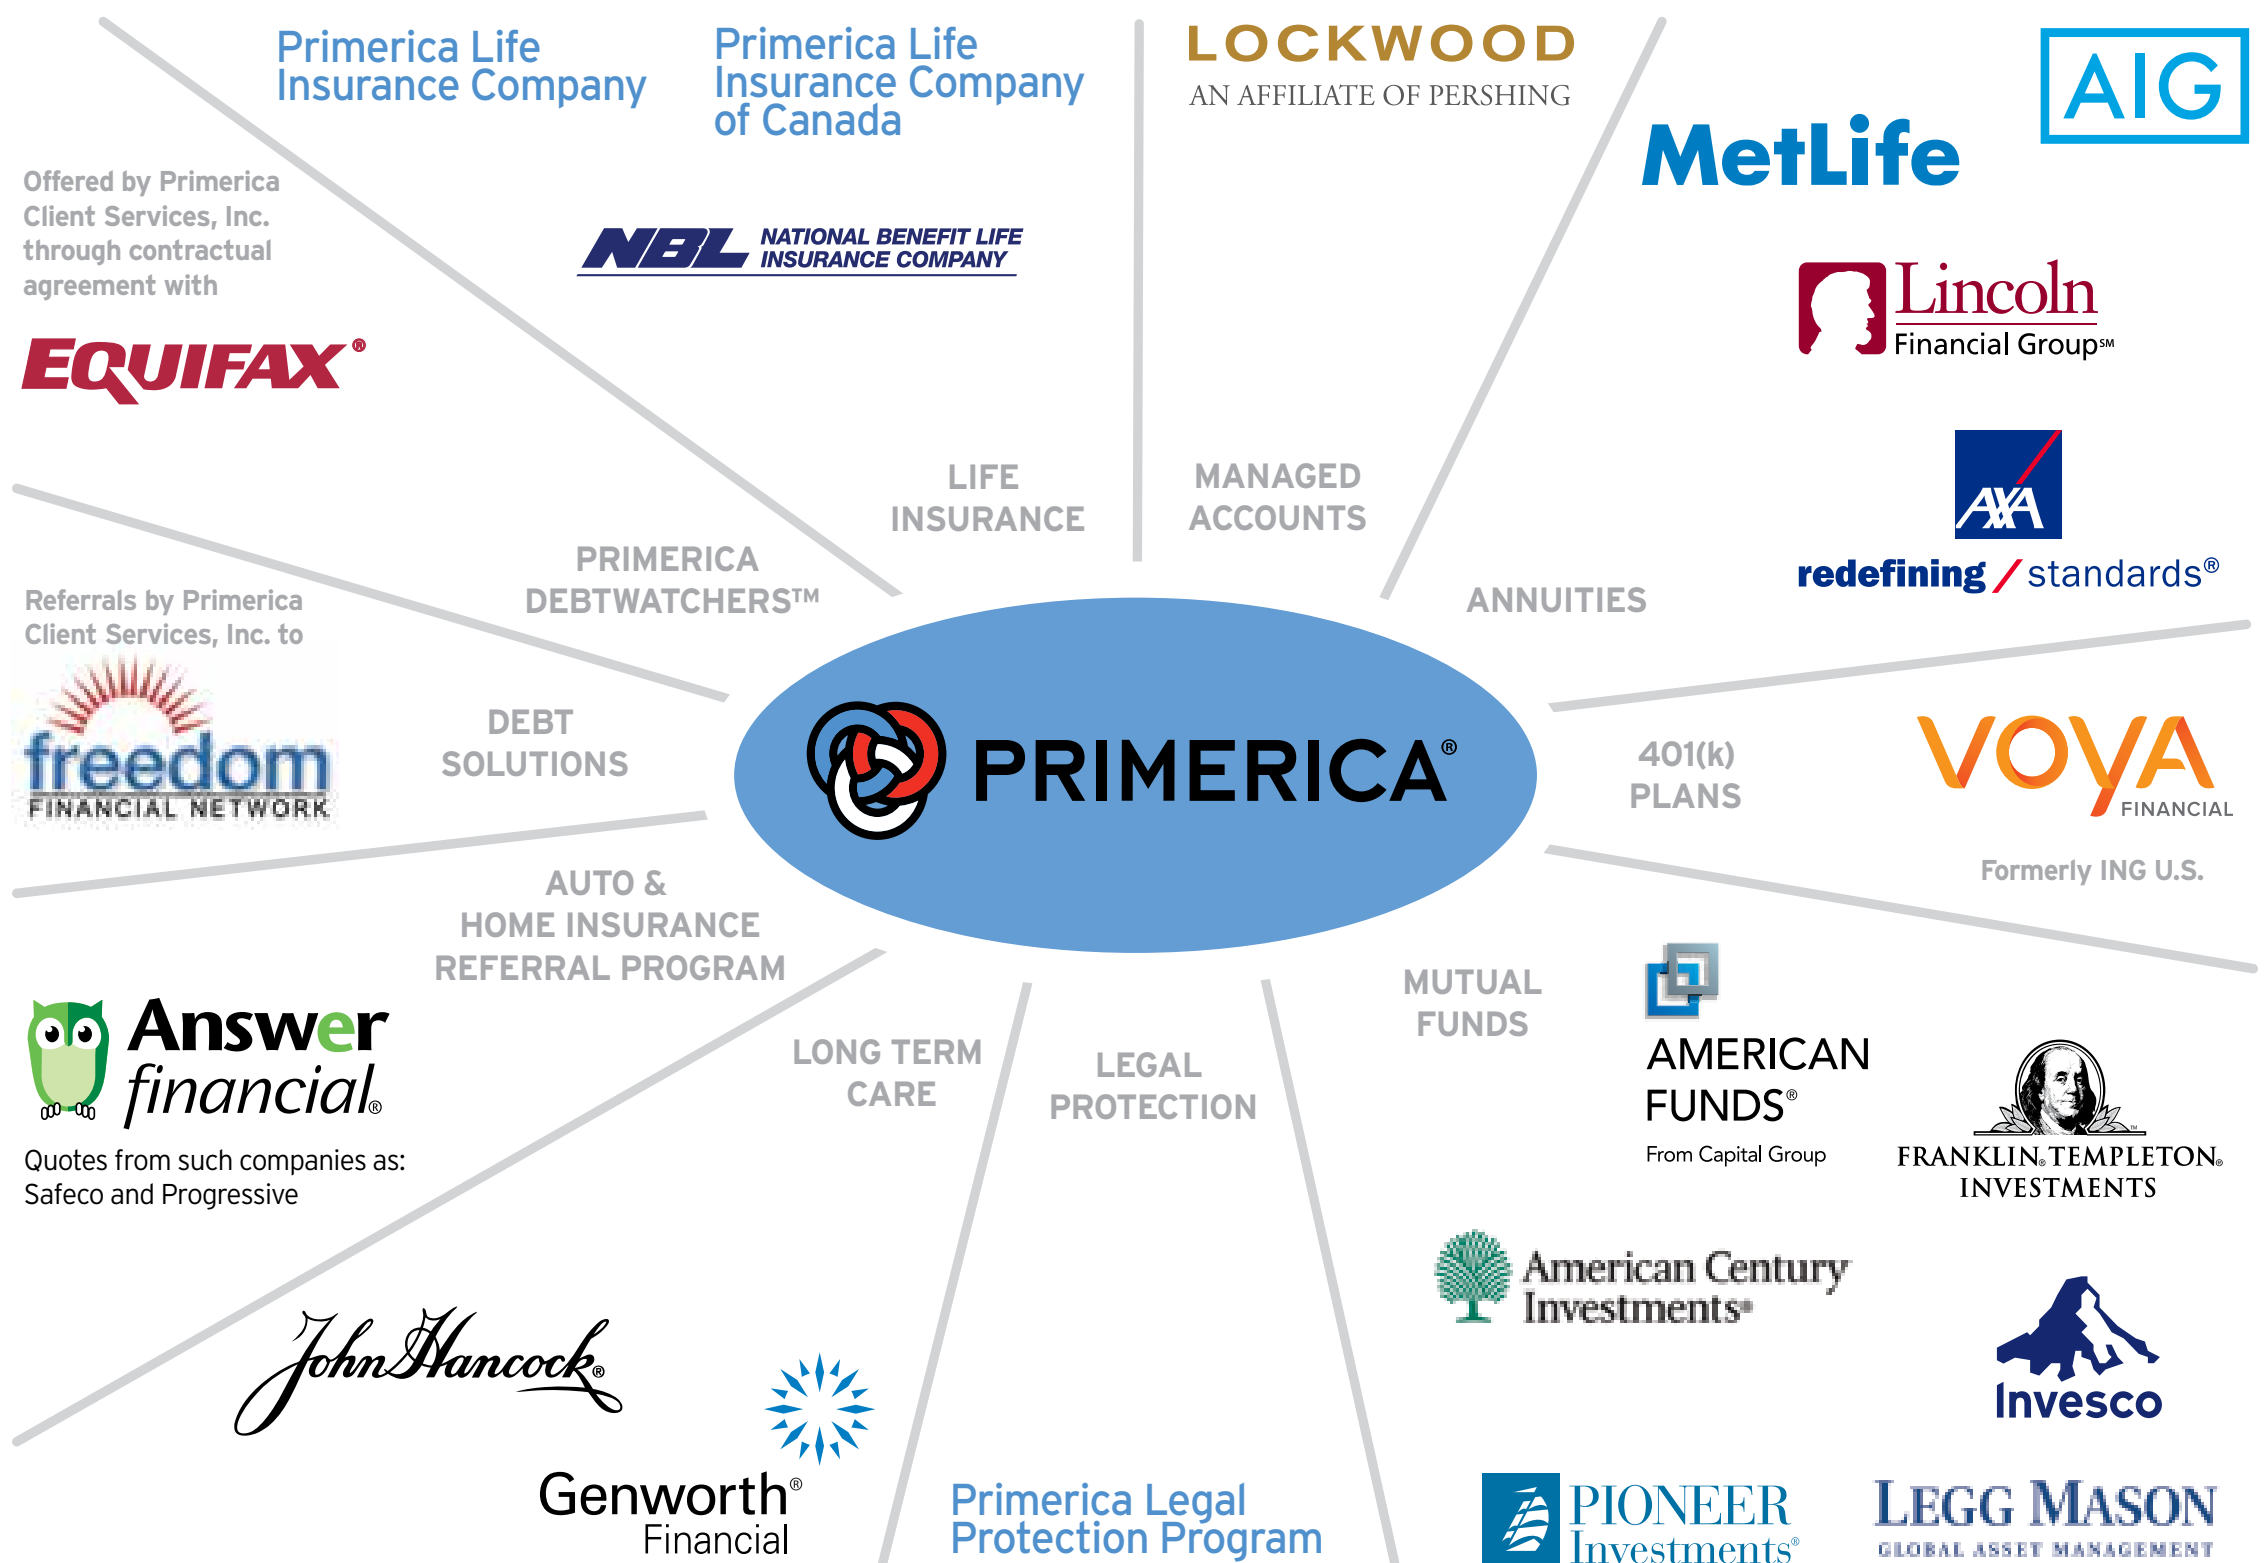 Primerica Life
Insurance Company
Primerica Life
Insurance Company
of Canada
NBL NATIONAL BENEFIT LIFE
INSURANCE COMPANY
LIFE
INSURANCE
LOCKWOOD
AN AFFILIATE OF PERSHING
MANAGED
ACCOUNTS
AIG
MetLife
Lincoln
Financial Group℠
AXA
redefining / standards®
ANNUITIES
Offered by Primerica
Client Services, Inc.
through contractual
agreement with
EQUIFAX®
PRIMERICA
DEBTWATCHERS™
Referrals by Primerica
Client Services, Inc. to
freedom
FINANCIAL NETWORK
DEBT
SOLUTIONS
PRIMERICA®
401(k)
PLANS
VOYA
FINANCIAL
Formerly ING U.S.
AUTO &
HOME INSURANCE
REFERRAL PROGRAM
Answer
financial®
Quotes from such companies as:
Safeco and Progressive
LONG TERM
CARE
John Hancock®
Genworth®
Financial
LEGAL
PROTECTION
Primerica Legal
Protection Program
MUTUAL
FUNDS
AMERICAN
FUNDS®
From Capital Group
FRANKLIN® TEMPLETON®
INVESTMENTS
American Century
Investments®
Invesco
PIONEER
Investments®
LEGG MASON
GLOBAL ASSET MANAGEMENT